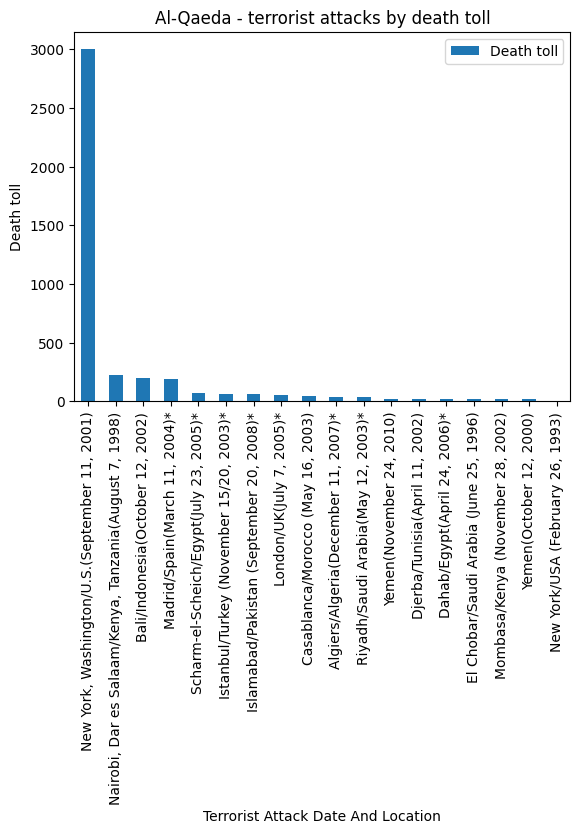 Al-Qaeda - terrorist attacks by death toll
Death toll
3000
2500
2000
1500
1000
500
0
Death toll
New York, Washington/U.S.(September 11, 2001)
Nairobi, Dar es Salaam/Kenya, Tanzania(August 7, 1998)
Bali/Indonesia(October 12, 2002)
Madrid/Spain(March 11, 2004)*
Scharm-el-Scheich/Egypt(July 23, 2005)*
Istanbul/Turkey (November 15/20, 2003)*
Islamabad/Pakistan (September 20, 2008)*
London/UK(July 7, 2005)*
Casablanca/Morocco (May 16, 2003)
Algiers/Algeria(December 11, 2007)*
Riyadh/Saudi Arabia(May 12, 2003)*
Yemen(November 24, 2010)
Djerba/Tunisia(April 11, 2002)
Dahab/Egypt(April 24, 2006)*
El Chobar/Saudi Arabia (June 25, 1996)
Mombasa/Kenya (November 28, 2002)
Yemen(October 12, 2000)
New York/USA (February 26, 1993)
Terrorist Attack Date And Location